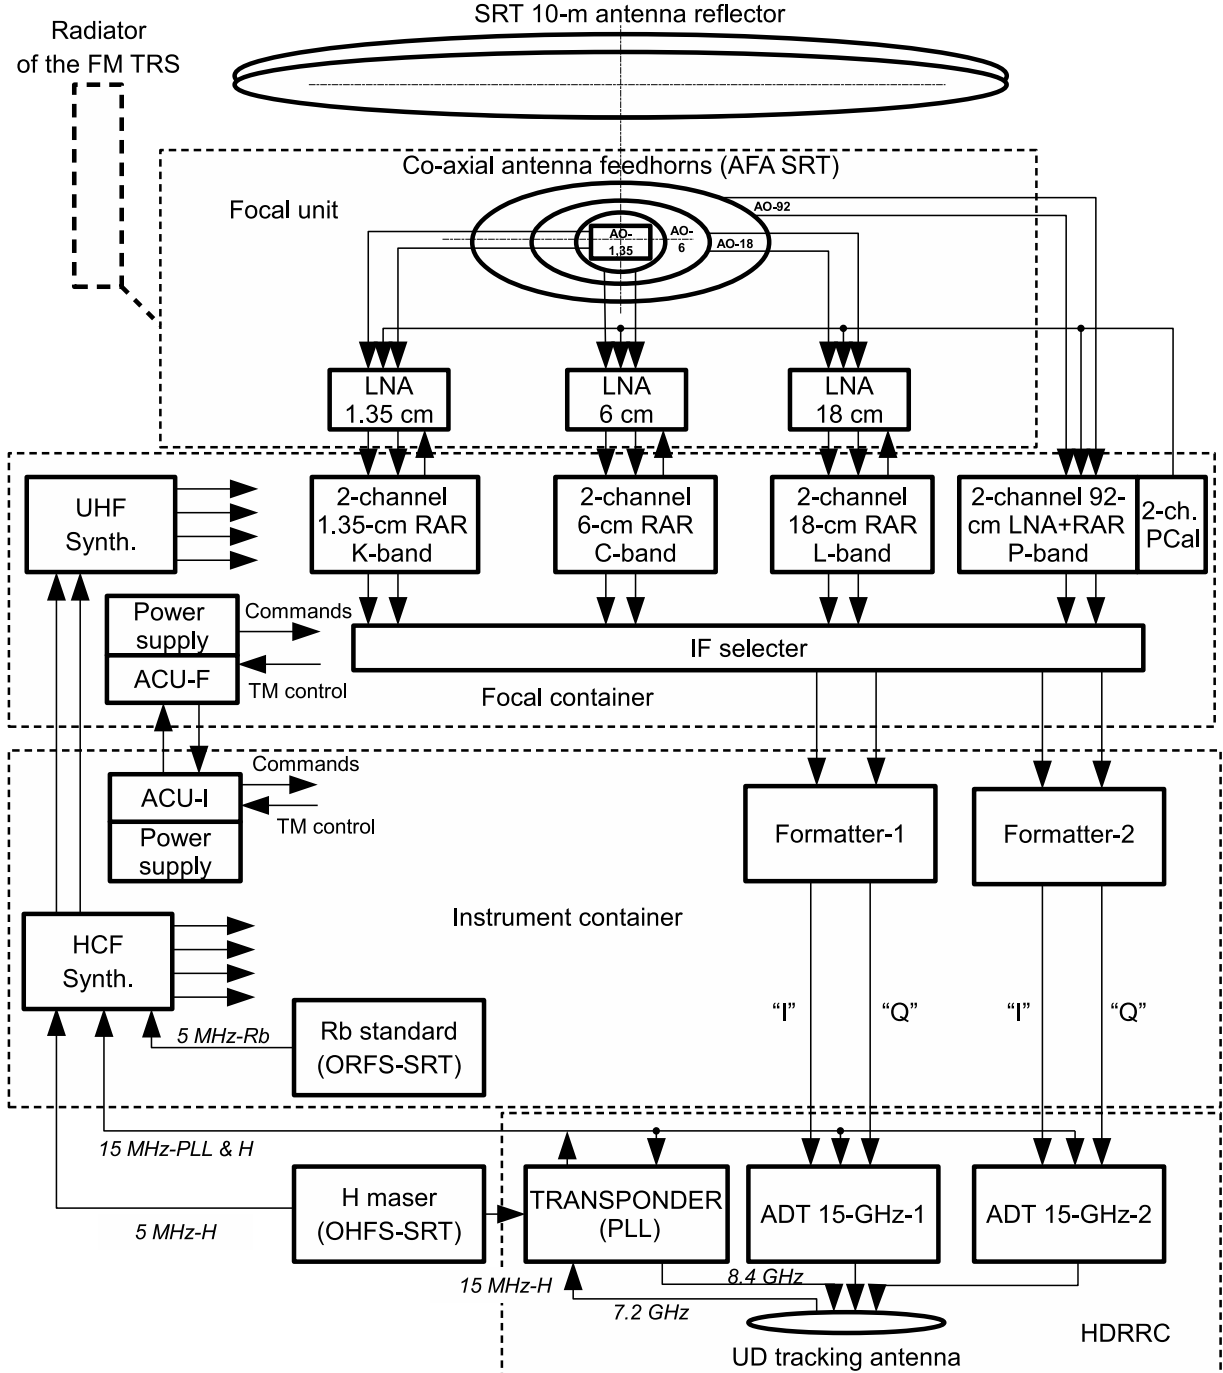 SRT 10-m antenna reflector
Radiator
of the FM TRS
Co-axial antenna feedhorns (AFA SRT)
Focal unit
AO-92
AO-
1,35
AO-
6
AO-18
LNA
1.35 cm
LNA
6 cm
LNA
18 cm
UHF
Synth.
2-channel
1.35-cm RAR
K-band
2-channel
6-cm RAR
C-band
2-channel
18-cm RAR
L-band
2-channel 92-
cm LNA+RAR
P-band
2-ch.
PCal
Power
supply
Commands
ACU-F
TM control
IF selecter
Focal container
ACU-I
Commands
TM control
Power
supply
Formatter-1
Formatter-2
Instrument container
HCF
Synth.
"I"
"Q"
"I"
"Q"
5 MHz-Rb
Rb standard
(ORFS-SRT)
15 MHz-PLL & H
H maser
(OHFS-SRT)
5 MHz-H
TRANSPONDER
(PLL)
ADT 15-GHz-1
ADT 15-GHz-2
15 MHz-H
8.4 GHz
7.2 GHz
HDRRC
UD tracking antenna